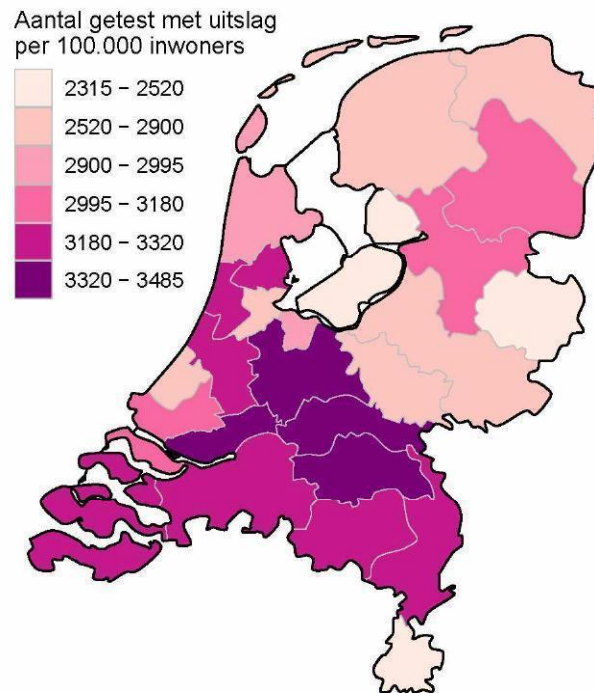 Aantal getest met uitslag
per 100.000 inwoners
2315 − 2520
2520 − 2900
2900 − 2995
2995 − 3180
3180 − 3320
3320 − 3485